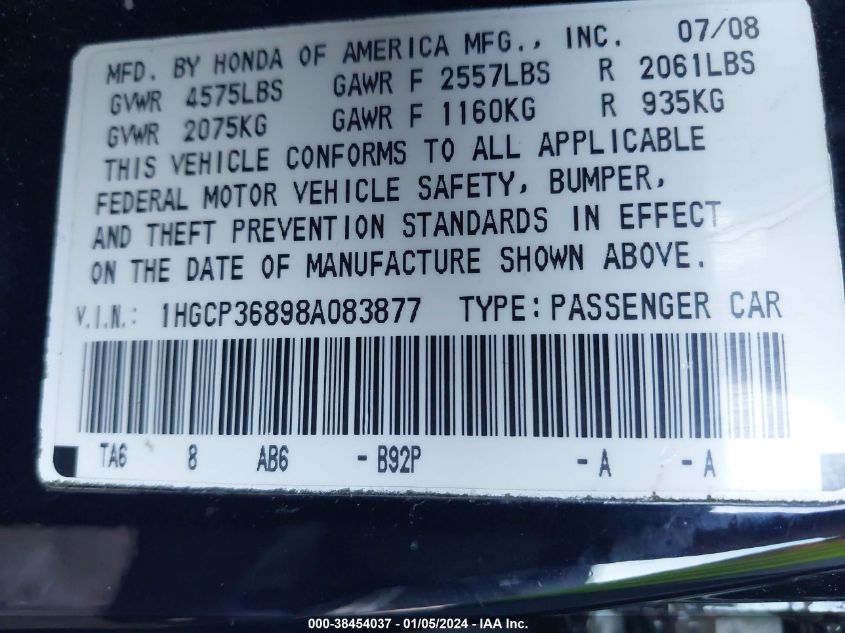 MFD. BY HONDA OF AMERICA MFG., INC. 07/08
GVWR 4575LBS GAWR F 2557LBS R 2061LBS
GVWR 2075KG GAWR F 1160KG R 935KG
THIS VEHICLE CONFORMS TO ALL APPLICABLE
FEDERAL MOTOR VEHICLE SAFETY, BUMPER,
AND THEFT PREVENTION STANDARDS IN EFFECT
ON THE DATE OF MANUFACTURE SHOWN ABOVE.
V.I.N.: 1HGCP36898A083877 TYPE: PASSENGER CAR
TA6 8 AB6 - B92P - A - A
000-38454037 - 01/05/2024 - IAA Inc.